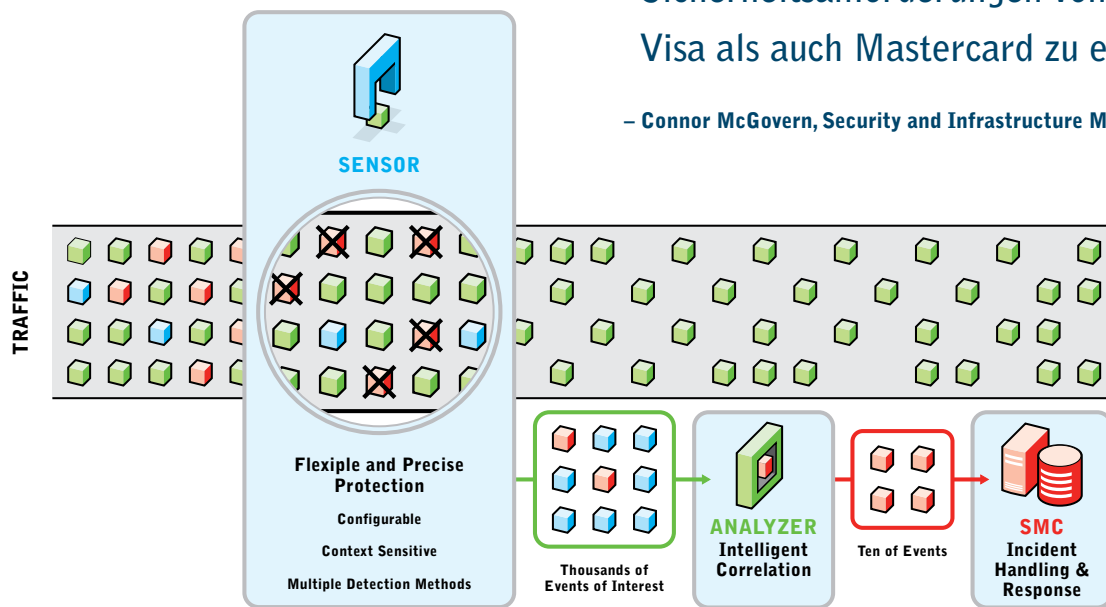 Visa als auch Mastercard zu e
– Connor McGovern, Security and Infrastructure M
SENSOR
TRAFFIC
Flexiple and Precise
Protection
Configurable
Context Sensitive
Multiple Detection Methods
Thousands of
Events of Interest
ANALYZER
Intelligent
Correlation
Ten of Events
SMC
Incident
Handling &
Response